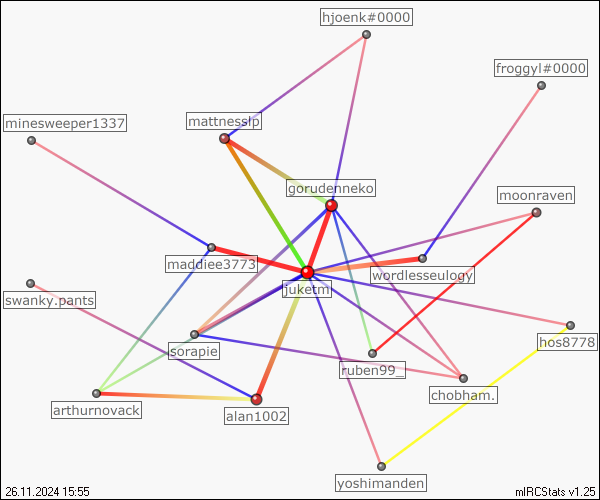 hjoenk#0000
froggyl#0000
minesweeper1337
mattnesslp
gorudenneko
moonraven
maddiee3773
wordlesseulogy
juketm
swanky.pants
hos8778
sorapie
ruben99_
chobham.
arthurnovack
alan1002
yoshimanden
26.11.2024 15:55
mIRCStats v1.25